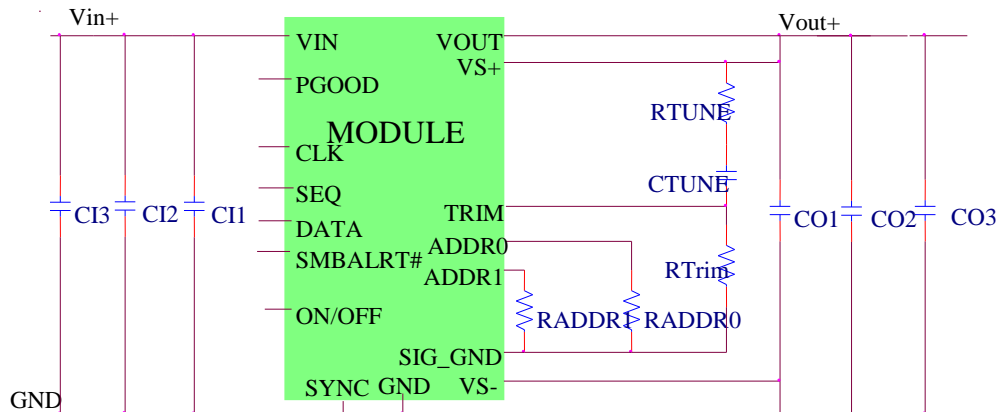 Vin+
Vout+
VIN
VOUT
VS+
PGOOD
RTUNE
MODULE
CLK
CTUNE
SEQ
CI3
CI2
CI1
TRIM
CO1
CO2
CO3
DATA
ADDR0
SMBALRT#
ADDR1
RTrim
ON/OFF
RADDR1
RADDR0
SIG_GND
SYNC
GND
VS-
GND